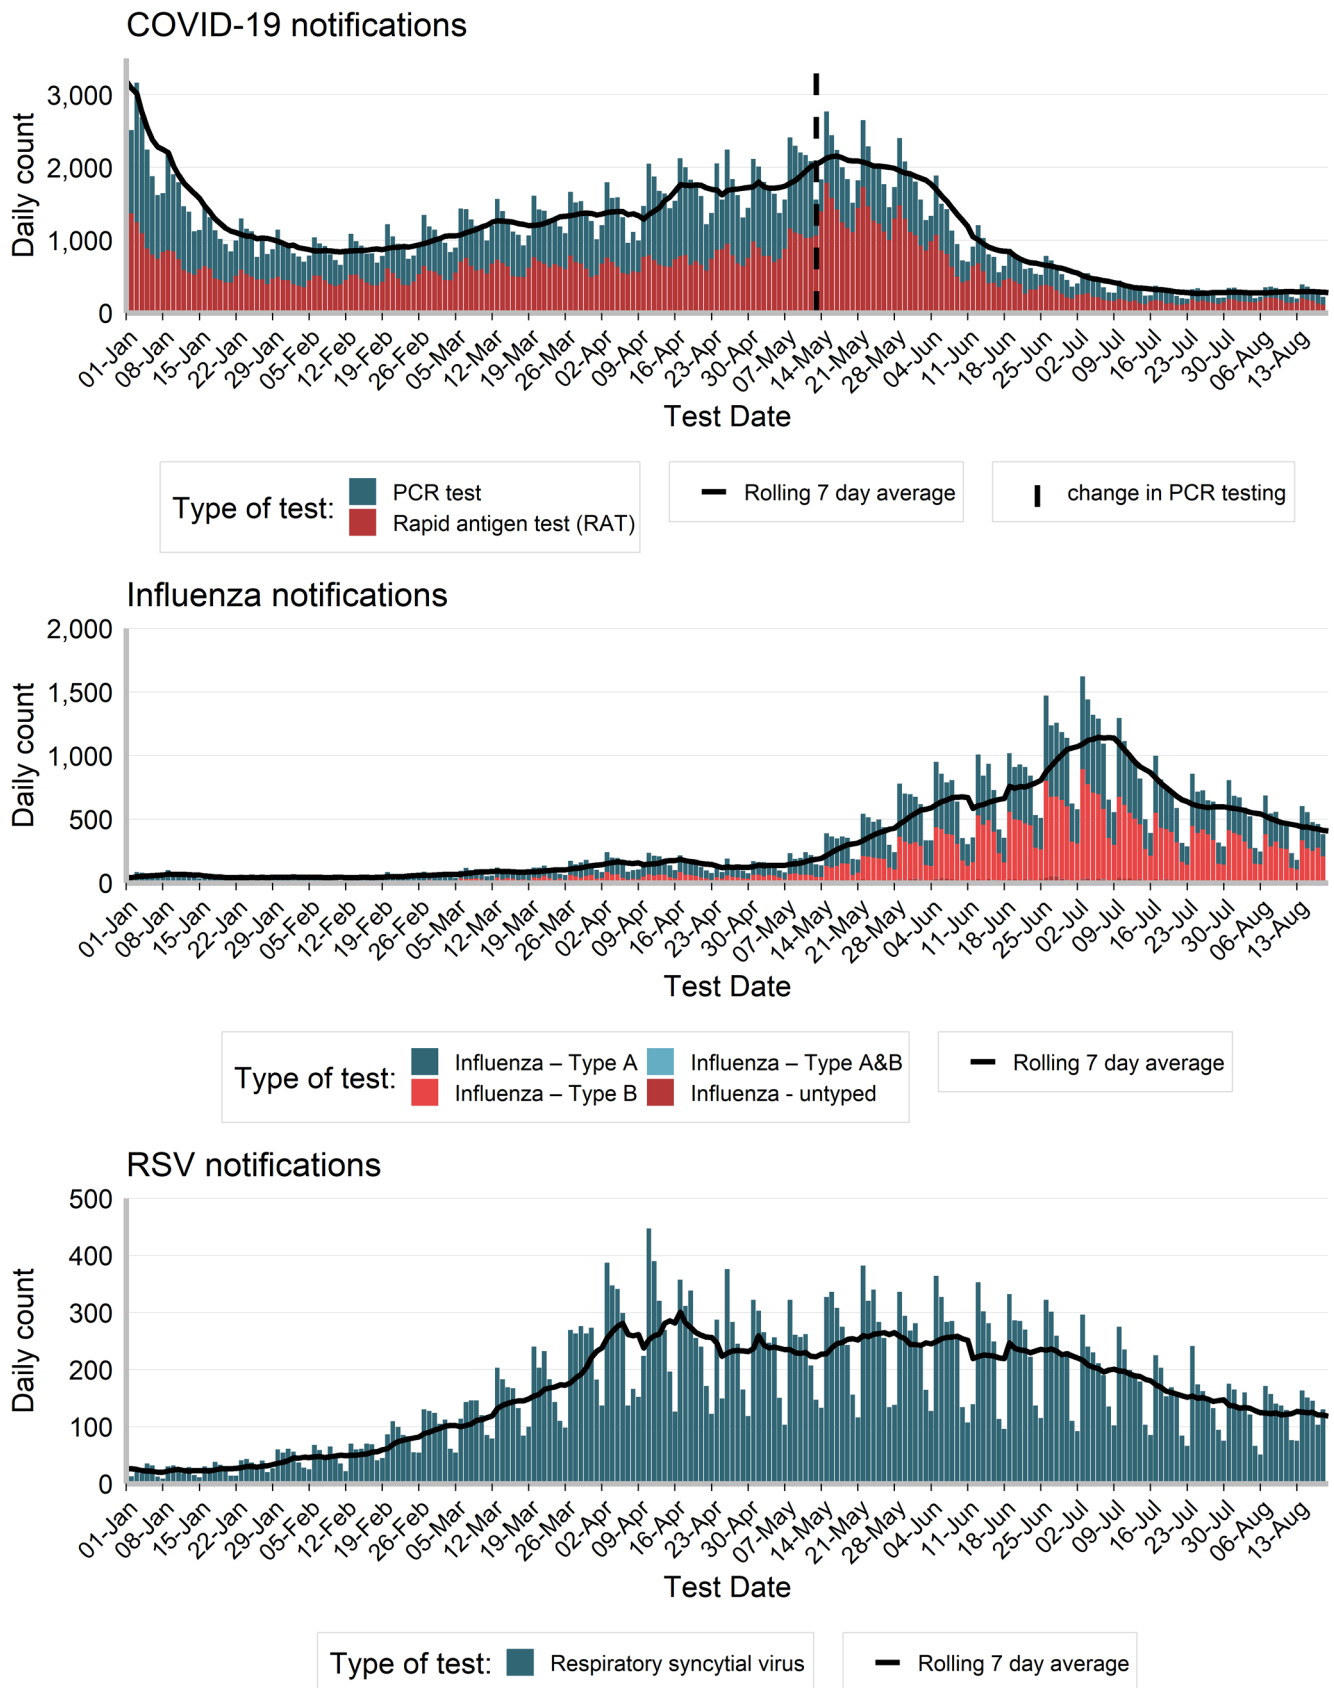 COVID-19 notifications
Daily count
3,000
2,000
1,000
0
01-Jan 08-Jan 15-Jan 22-Jan 29-Jan 05-Feb 12-Feb 19-Feb 26-Feb 05-Mar 12-Mar 19-Mar 26-Mar 02-Apr 09-Apr 16-Apr 23-Apr 30-Apr 07-May 14-May 21-May 28-May 04-Jun 11-Jun 18-Jun 25-Jun 02-Jul 09-Jul 16-Jul 23-Jul 30-Jul 06-Aug 13-Aug
Test Date
Type of test:
PCR test
Rapid antigen test (RAT)
Rolling 7 day average
change in PCR testing
Influenza notifications
Daily count
2,000
1,500
1,000
500
0
01-Jan 08-Jan 15-Jan 22-Jan 29-Jan 05-Feb 12-Feb 19-Feb 26-Feb 05-Mar 12-Mar 19-Mar 26-Mar 02-Apr 09-Apr 16-Apr 23-Apr 30-Apr 07-May 14-May 21-May 28-May 04-Jun 11-Jun 18-Jun 25-Jun 02-Jul 09-Jul 16-Jul 23-Jul 30-Jul 06-Aug 13-Aug
Test Date
Type of test:
Influenza – Type A
Influenza – Type A&B
Influenza – Type B
Influenza - untyped
Rolling 7 day average
RSV notifications
Daily count
500
400
300
200
100
0
01-Jan 08-Jan 15-Jan 22-Jan 29-Jan 05-Feb 12-Feb 19-Feb 26-Feb 05-Mar 12-Mar 19-Mar 26-Mar 02-Apr 09-Apr 16-Apr 23-Apr 30-Apr 07-May 14-May 21-May 28-May 04-Jun 11-Jun 18-Jun 25-Jun 02-Jul 09-Jul 16-Jul 23-Jul 30-Jul 06-Aug 13-Aug
Test Date
Type of test:
Respiratory syncytial virus
Rolling 7 day average